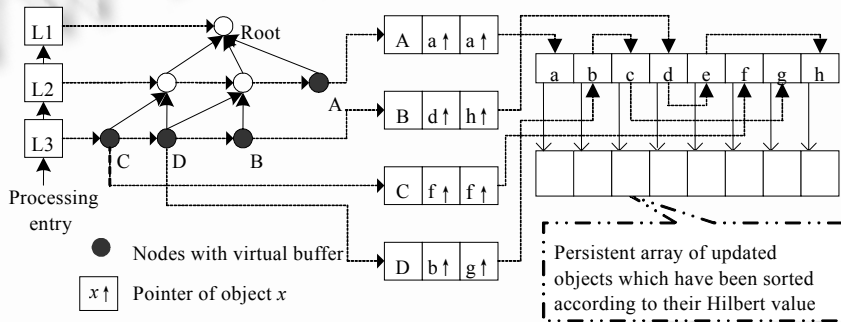 L1
Root
A a↑ a↑
L2
A
a b c d e f g h
B d↑ h↑
L3
C D B
C f↑ f↑
Processing
entry
Nodes with virtual buffer
D b↑ g↑
x↑ Pointer of object x
Persistent array of updated
objects which have been sorted
according to their Hilbert value